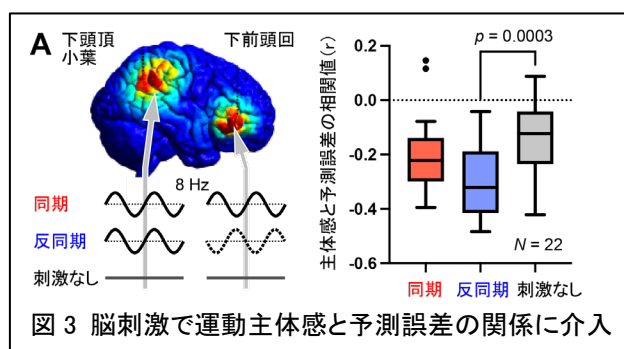 A
下頭頂
小葉
下前頭回
8 Hz
同期
反同期
刺激なし
主体感と予測誤差の相関値(r)
0.2
0.0
-0.2
-0.4
-0.6
p = 0.0003
N = 22
同期 反同期 刺激なし
図 3 脳刺激で運動主体感と予測誤差の関係に介入